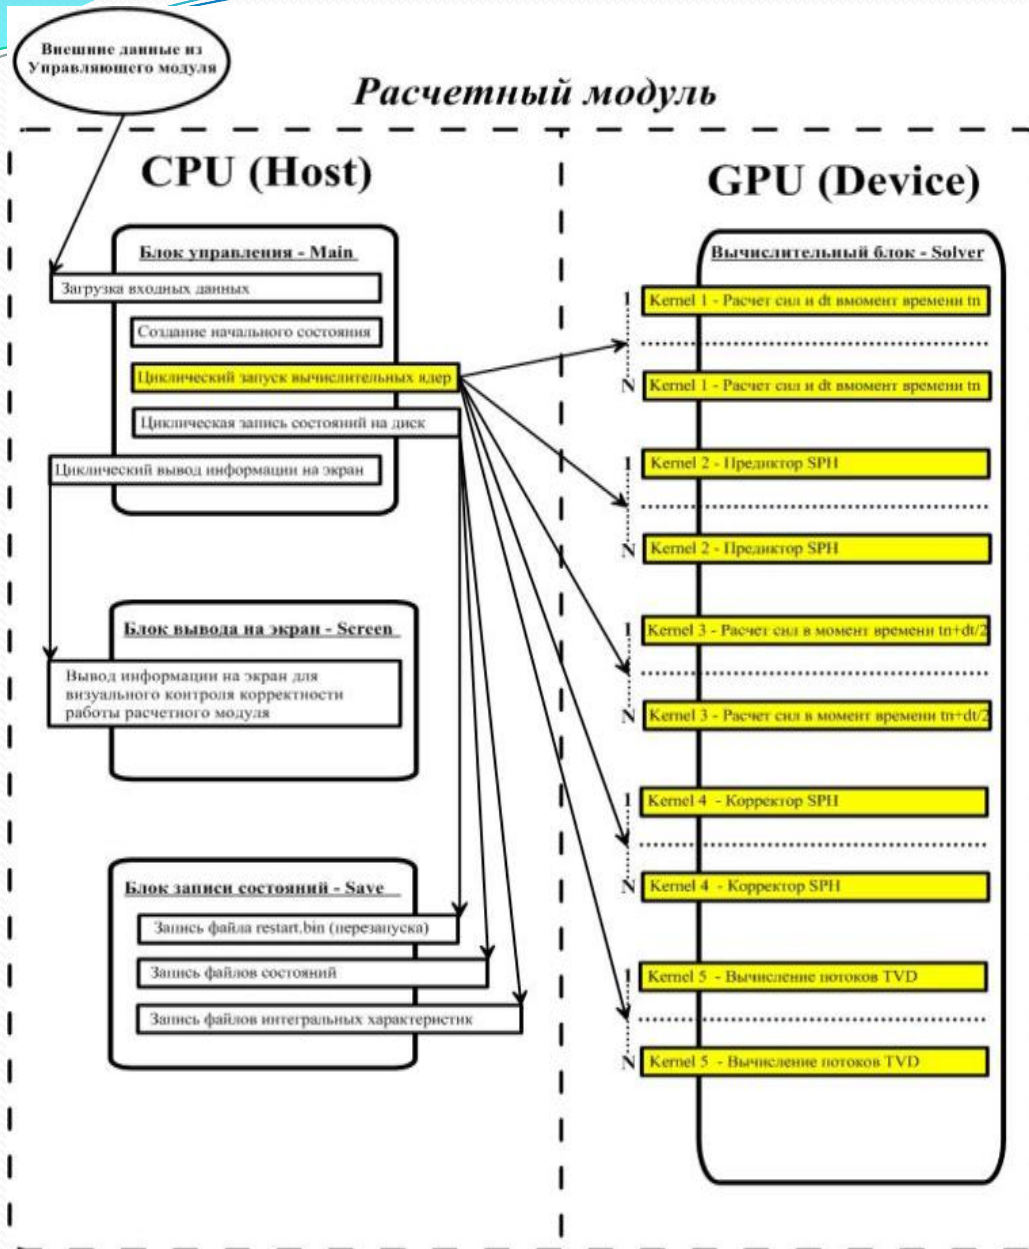 Внешние данные из
Управляющего модуля
Расчетный модуль
CPU (Host)
Блок управления - Main
Загрузка входных данных
Создание начального состояния
Циклический запуск вычислительных ядер
Циклическая запись состояний на диск
Циклический вывод информации на экран
Блок вывода на экран - Screen
Вывод информации на экран для
визуального контроля корректности
работы расчетного модуля
Блок записи состояний - Save
Запись файла restart.bin (перезапуска)
Запись файлов состояний
Запись файлов интегральных характеристик
GPU (Device)
Вычислительный блок - Solver
1 Kernel 1 - Расчет сил и dt вмомент времени tn
N Kernel 1 - Расчет сил и dt вмомент времени tn
1 Kernel 2 - Предиктор SPH
N Kernel 2 - Предиктор SPH
1 Kernel 3 - Расчет сил в момент времени tn+dt/2
N Kernel 3 - Расчет сил в момент времени tn+dt/2
1 Kernel 4 - Корректор SPH
N Kernel 4 - Корректор SPH
1 Kernel 5 - Вычисление потоков TVD
N Kernel 5 - Вычисление потоков TVD